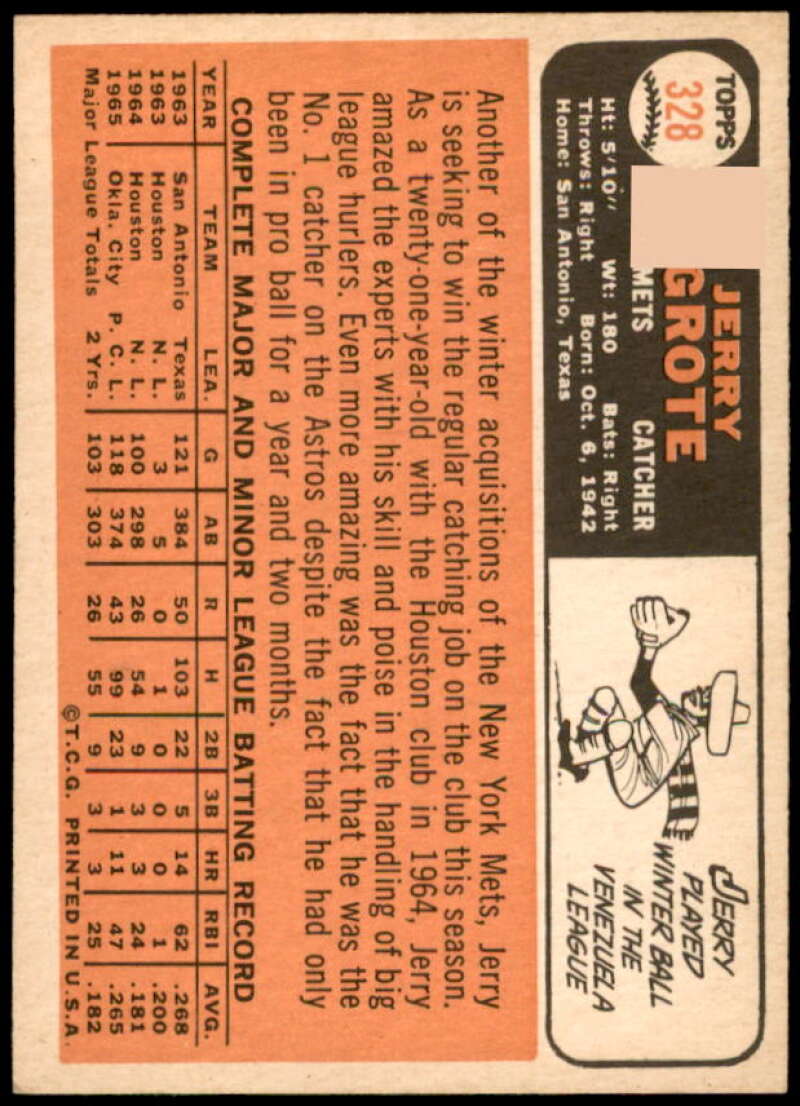 TOPPS
328
JERRY
GROTE
METS CATCHER
Ht: 5'10" Wt: 180 Bats: Right
Throws: Right Born: Oct. 6, 1942
Home: San Antonio, Texas
JERRY
PLAYED
WINTER BALL
IN THE
VENEZUELA
LEAGUE
Another of the winter acquisitions of the New York Mets, Jerry
is seeking to win the regular catching job on the club this season.
As a twenty-one-year-old with the Houston club in 1964, Jerry
amazed the experts with his skill and poise in the handling of big
league hurlers. Even more amazing was the fact that he was the
No. 1 catcher on the Astros despite the fact that he had only
been in pro ball for a year and two months.
COMPLETE MAJOR AND MINOR LEAGUE BATTING RECORD
YEAR TEAM LEA. G AB R H 2B 3B HR RBI AVG.
1963 San Antonio Texas 121 384 50 103 22 5 14 62 .268
1963 Houston N. L. 3 5 0 1 0 0 0 1 .200
1964 Houston N. L. 100 298 26 54 9 3 3 24 .181
1965 Okla. City P. C. L. 118 374 43 99 23 1 11 47 .265
Major League Totals 2 Yrs. 103 303 26 55 9 3 3 25 .182
©T.C.G. PRINTED IN U.S.A.